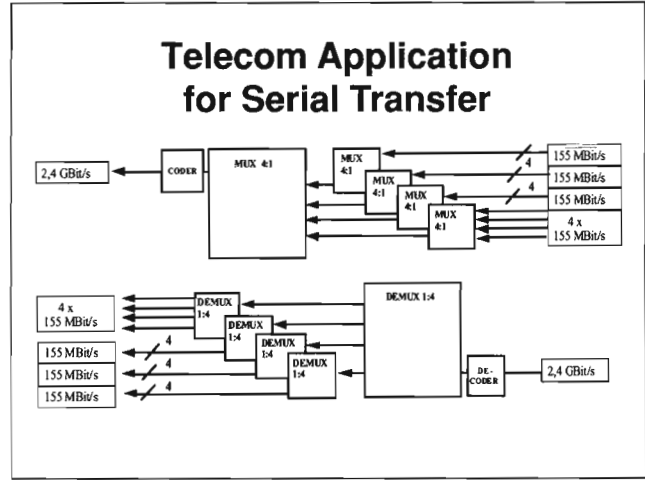 Telecom Application
for Serial Transfer
2,4 GBit/s
CODER
MUX 4:1
MUX
4:1
MUX
4:1
MUX
4:1
MUX
4:1
4
4
4
155 MBit/s
155 MBit/s
155 MBit/s
4 x
155 MBit/s
4 x
155 MBit/s
155 MBit/s
155 MBit/s
155 MBit/s
4
4
4
DEMUX
1:4
DEMUX
1:4
DEMUX
1:4
DEMUX
1:4
DEMUX 1:4
DE-
CODER
2,4 GBit/s